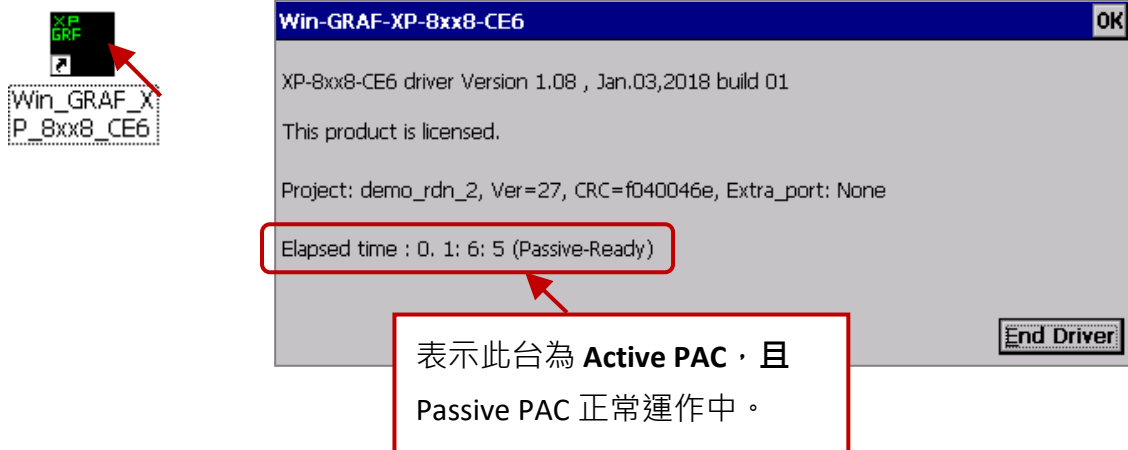 XP
GRF
Win_GRAF_X
P_8xx8_CE6
Win-GRAF-XP-8xx8-CE6
OK
XP-8xx8-CE6 driver Version 1.08 , Jan.03,2018 build 01
This product is licensed.
Project: demo_rdn_2, Ver=27, CRC=f040046e, Extra_port: None
Elapsed time : 0. 1: 6: 5 (Passive-Ready)
End Driver
表示此台為 Active PAC，且
Passive PAC 正常運作中。